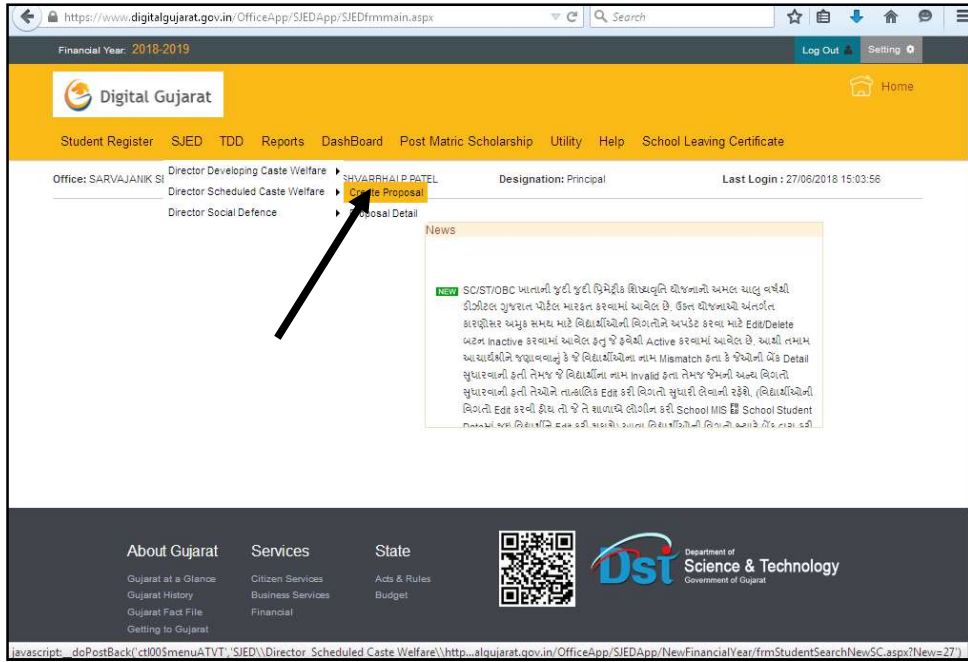 https://www.digitalgujarat.gov.in/OfficeApp/SJEDApp/SJEDfrmmain.aspx
Search
Financial Year: 2018-2019
Log Out
Setting
Digital Gujarat
Home
Student Register SJED TDD Reports DashBoard Post Matric Scholarship Utility Help School Leaving Certificate
Office: SARVAJANIK
PATEL
Designation: Principal
Last Login : 27/06/2018 15:03:56
Director Developing Caste Welfare
Director Scheduled Caste Welfare
Create Proposal
Director Social Defence
Proposal Detail
News
NEW SC/ST/OBC ખાતાની જુદી જુદી પ્રિમેટ્રીક શિષ્યવૃતિ યોજનાનો અમલ ચાલુ વર્ષથી
ડીઝીટલ ગુજરાત પોર્ટલ મારફત કરવામાં આવેલ છે. ઉક્ત યોજનાઓ અંતર્ગત
કારણોસર અમુક સમય માટે વિદ્યાર્થીઓની વિગતોને અપડેટ કરવા માટે Edit/Delete
બટન Inactive કરવામાં આવેલ હતુ જે હવેથી Active કરવામાં આવેલ છે. આથી તમામ
આચાર્યશ્રીને જણાવવાનું કે જે વિદ્યાર્થીઓના નામ Mismatch હતા કે જેઓની બેંક Detail
સુધારવાની હતી તેમજ જે વિદ્યાર્થીના નામ Invalid હતા તેમજ જેમની અન્ય વિગતો
સુધારવાની હતી તેઓને તાત્કાલિક Edit કરી વિગતો સુધારી લેવાની રહેશે. (વિદ્યાર્થીઓની
વિગતો Edit કરવી હોય તો જે તે શાળાએ લોગીન કરી School MIS School Student
About Gujarat
Gujarat at a Glance
Gujarat History
Gujarat Fact File
Getting to Gujarat
Services
Citizen Services
Business Services
Financial
State
Acts & Rules
Budget
Dst
Department of
Science & Technology
Government of Gujarat
javascript:__doPostBack('ctl00$menuATVT','SJED\\Director Scheduled Caste Welfare\\http...algujarat.gov.in/OfficeApp/SJEDApp/NewFinancialYear/frmStudentSearchNewSC.aspx?New=27')